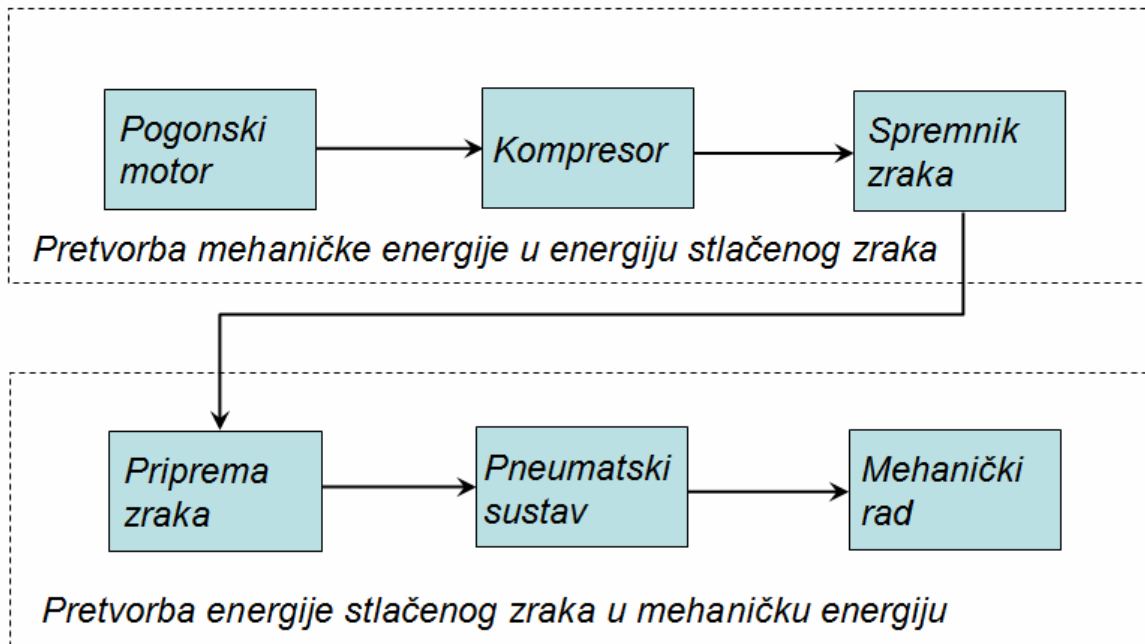 Pogonski
motor
Kompresor
Spremnik
zraka
Pretvorba mehaničke energije u energiju stlačenog zraka
Priprema
zraka
Pneumatski
sustav
Mehanički
rad
Pretvorba energije stlačenog zraka u mehaničku energiju